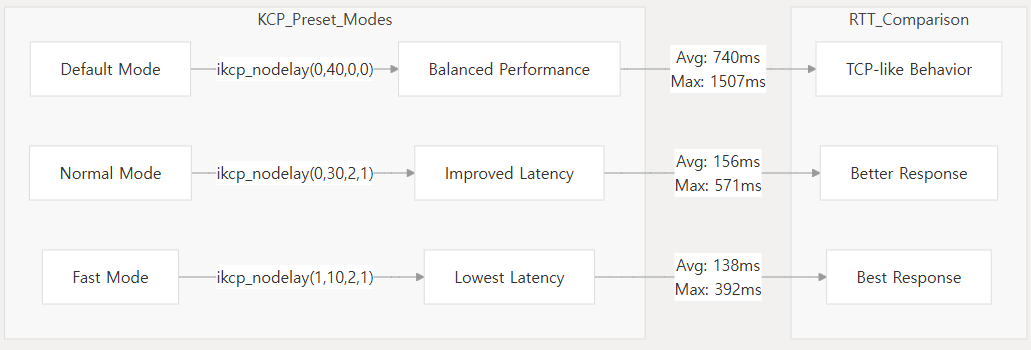 KCP_Preset_Modes
RTT_Comparison
Default Mode
ikcp_nodelay(0,40,0,0)
Balanced Performance
Avg: 740ms
Max: 1507ms
TCP-like Behavior
Normal Mode
ikcp_nodelay(0,30,2,1)
Improved Latency
Avg: 156ms
Max: 571ms
Better Response
Fast Mode
ikcp_nodelay(1,10,2,1)
Lowest Latency
Avg: 138ms
Max: 392ms
Best Response